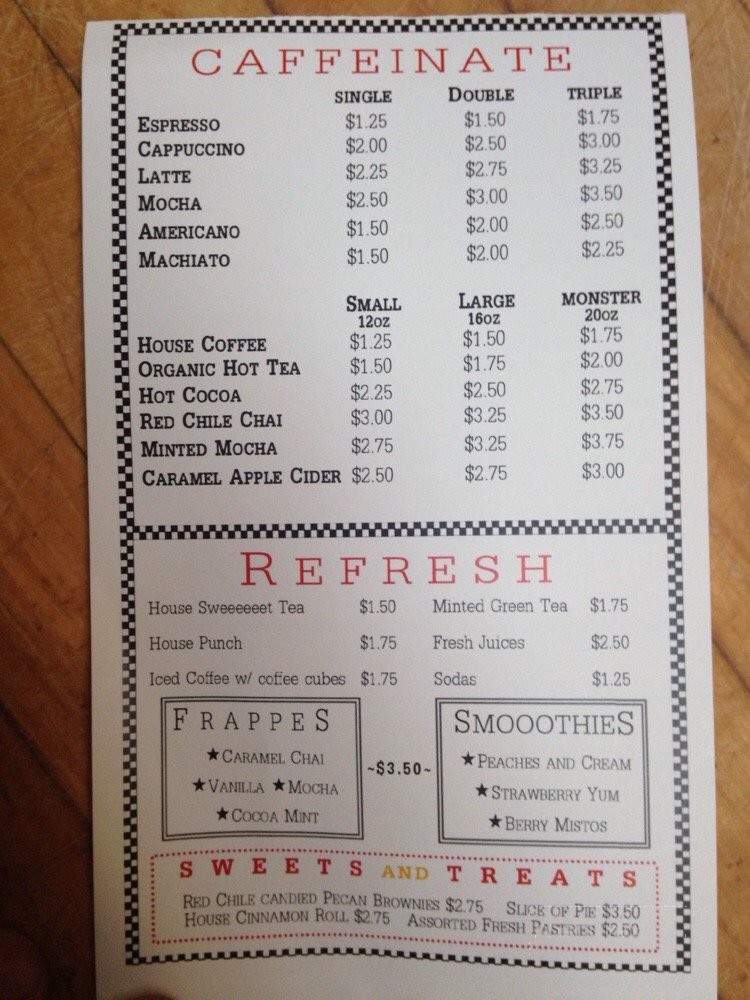 CAFFEINATE
SINGLE DOUBLE TRIPLE
ESPRESSO $1.25 $1.50 $1.75
CAPPUCCINO $2.00 $2.50 $3.00
LATTE $2.25 $2.75 $3.25
MOCHA $2.50 $3.00 $3.50
AMERICANO $1.50 $2.00 $2.50
MACHIATO $1.50 $2.00 $2.25
SMALL LARGE MONSTER
12OZ 16OZ 20OZ
HOUSE COFFEE $1.25 $1.50 $1.75
ORGANIC HOT TEA $1.50 $1.75 $2.00
HOT COCOA $2.25 $2.50 $2.75
RED CHILE CHAI $3.00 $3.25 $3.50
MINTED MOCHA $2.75 $3.25 $3.75
CARAMEL APPLE CIDER $2.50 $2.75 $3.00
REFRESH
House Sweeeeeet Tea $1.50 Minted Green Tea $1.75
House Punch $1.75 Fresh Juices $2.50
Iced Coffee w/ coffee cubes $1.75 Sodas $1.25
FRAPPES
★CARAMEL CHAI
★VANILLA ★MOCHA
★COCOA MINT
~$3.50~
SMOOOTHIES
★PEACHES AND CREAM
★STRAWBERRY YUM
★BERRY MISTOS
SWEETS AND TREATS
RED CHILE CANDIED PECAN BROWNIES $2.75 SLICE OF PIE $3.50
HOUSE CINNAMON ROLL $2.75 ASSORTED FRESH PASTRIES $2.50